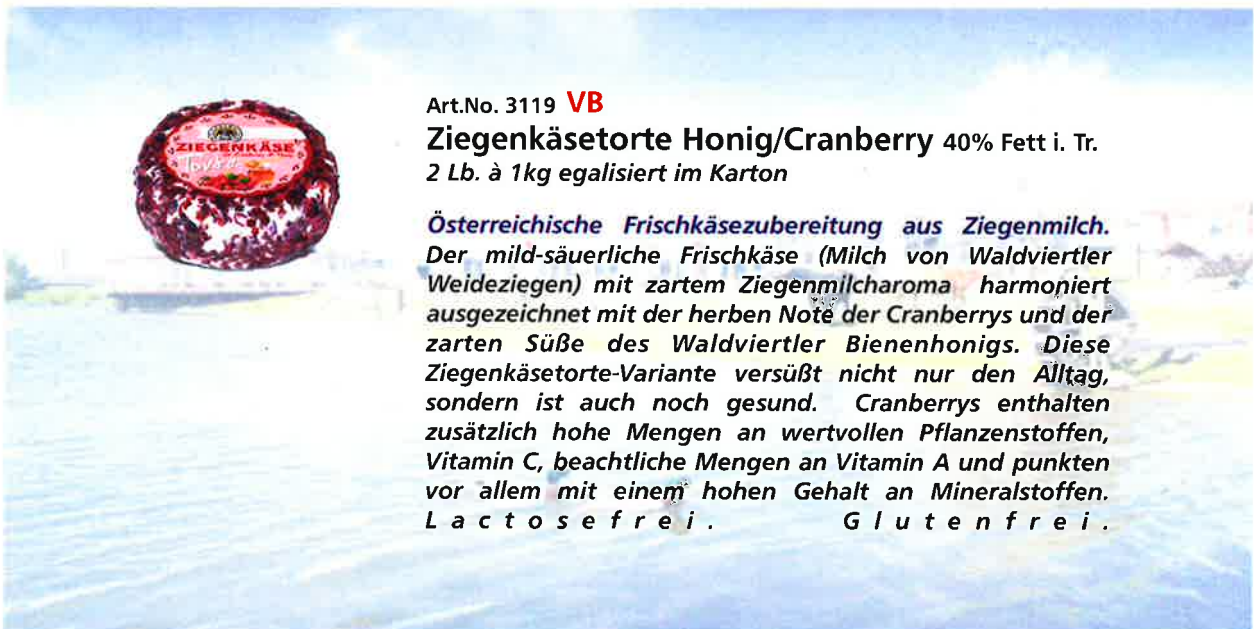 ZIEGENKÄSE
Torte
Art.No. 3119 VB
Ziegenkäsetorte Honig/Cranberry 40% Fett i. Tr.
2 Lb. à 1kg egalisiert im Karton
Österreichische Frischkäsezubereitung aus Ziegenmilch.
Der mild-säuerliche Frischkäse (Milch von Waldviertler
Weideziegen) mit zartem Ziegenmilcharoma harmoniert
ausgezeichnet mit der herben Note der Cranberrys und der
zarten Süße des Waldviertler Bienenhonigs. Diese
Ziegenkäsetorte-Variante versüßt nicht nur den Alltag,
sondern ist auch noch gesund. Cranberrys enthalten
zusätzlich hohe Mengen an wertvollen Pflanzenstoffen,
Vitamin C, beachtliche Mengen an Vitamin A und punkten
vor allem mit einem hohen Gehalt an Mineralstoffen.
Lactosefrei. Glutenfrei.